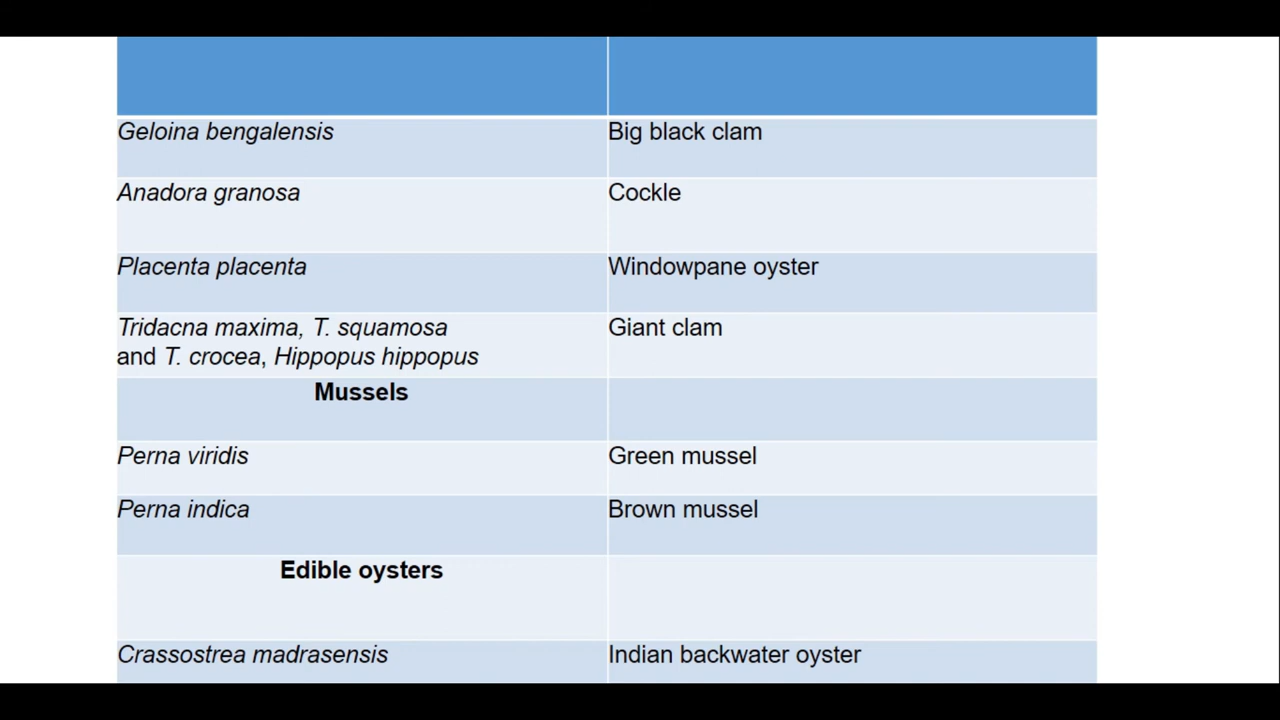 Geloina bengalensis Big black clam
Anadora granosa Cockle
Placenta placenta Windowpane oyster
Tridacna maxima, T. squamosa Giant clam
and T. crocea, Hippopus hippopus
Mussels
Perna viridis Green mussel
Perna indica Brown mussel
Edible oysters
Crassostrea madrasensis Indian backwater oyster